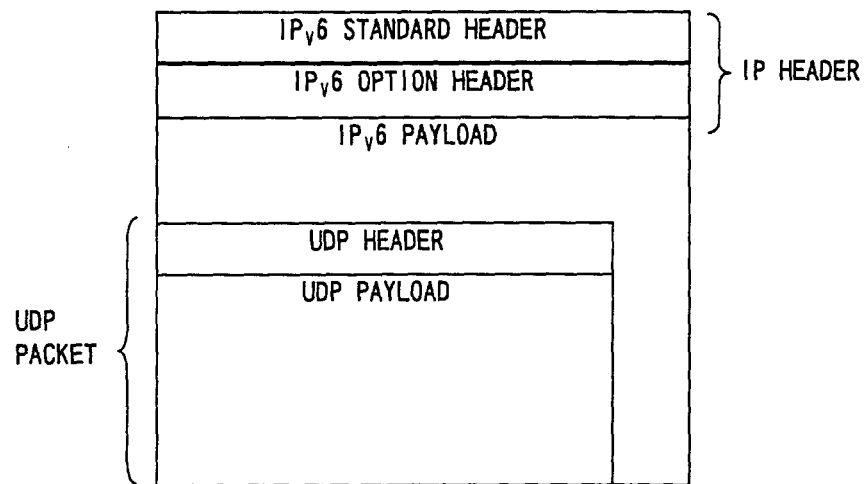 IPv6 STANDARD HEADER
IPv6 OPTION HEADER
IP HEADER
IPv6 PAYLOAD
UDP HEADER
UDP PAYLOAD
UDP
PACKET